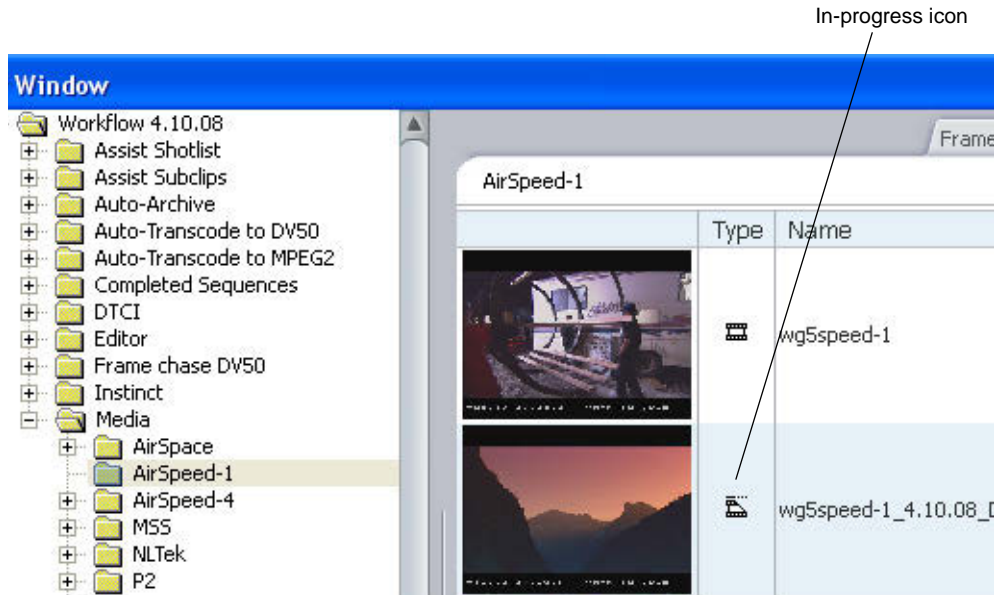 In-progress icon
Window
Workflow 4.10.08
Assist Shotlist
Assist Subclips
Auto-Archive
Auto-Transcode to DV50
Auto-Transcode to MPEG2
Completed Sequences
DTCI
Editor
Frame chase DV50
Instinct
Media
AirSpace
AirSpeed-1
AirSpeed-4
MSS
NLTek
P2
Frame
AirSpeed-1
Type Name
wg5speed-1
wg5speed-1_4.10.08_D